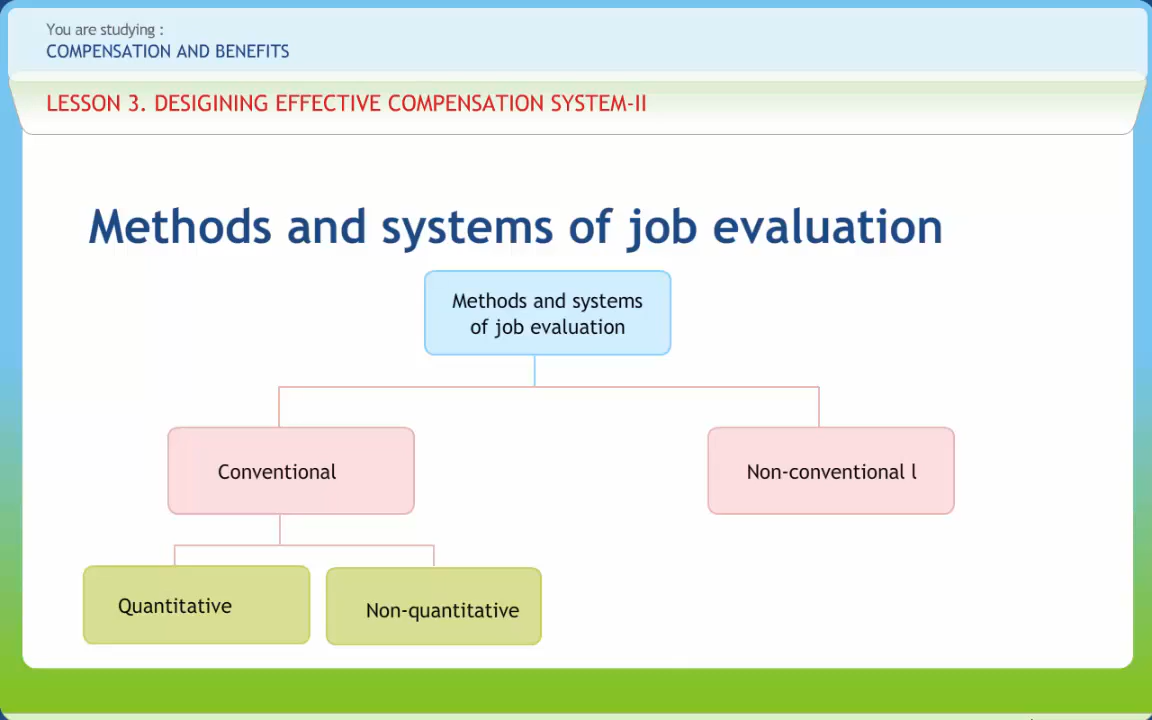 You are studying :
COMPENSATION AND BENEFITS
LESSON 3. DESIGINING EFFECTIVE COMPENSATION SYSTEM-II
Methods and systems of job evaluation
Methods and systems
of job evaluation
Conventional
Non-conventional l
Quantitative
Non-quantitative